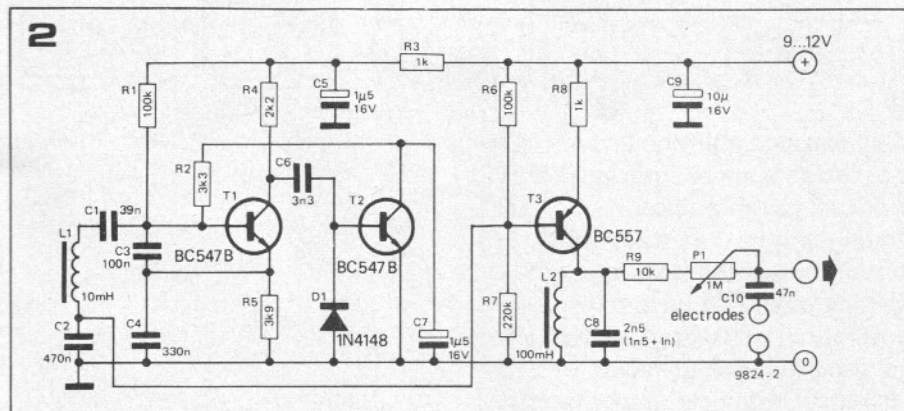 2
9...12V
R3
1k
R1
100k
R4
2k2
C5
1µ5
16V
R6
100k
R8
1k
C9
10µ
16V
R2
3k3
C6
3n3
T1
T2
T3
C1
39n
L1
C3
100n
BC547B
BC547B
BC557
10mH
R5
3k9
D1
1N4148
C7
1µ5
16V
R7
220k
L2
R9
10k
P1
1M
C10
47n
electrodes
C2
470n
C4
330n
100mH
C8
2n5
(1n5 + 1n)
9824.2
+
0